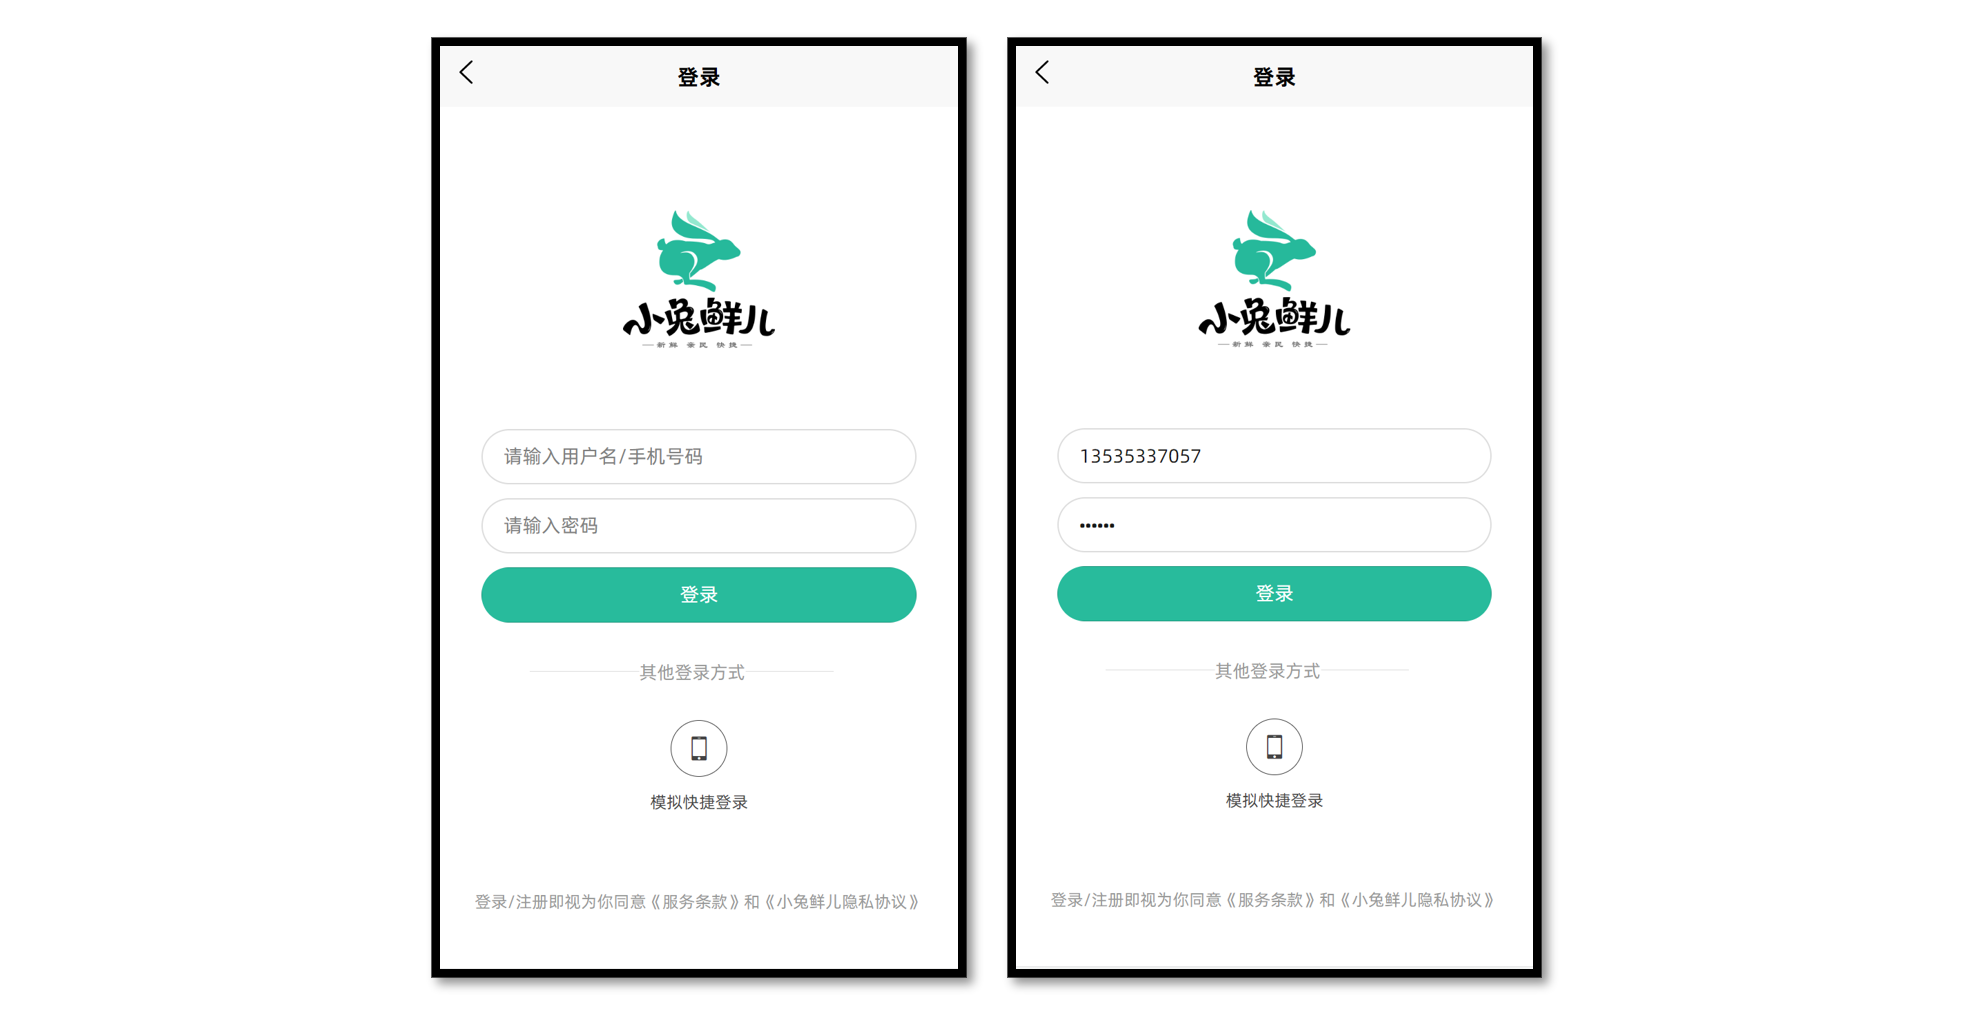 登录
小兔鲜儿
新鲜 亲民 快捷
请输入用户名/手机号码
请输入密码
登录
其他登录方式
模拟快捷登录
登录/注册即视为你同意《服务条款》和《小兔鲜儿隐私协议》
登录
小兔鲜儿
新鲜 亲民 快捷
13535337057
••••••
登录
其他登录方式
模拟快捷登录
登录/注册即视为你同意《服务条款》和《小兔鲜儿隐私协议》